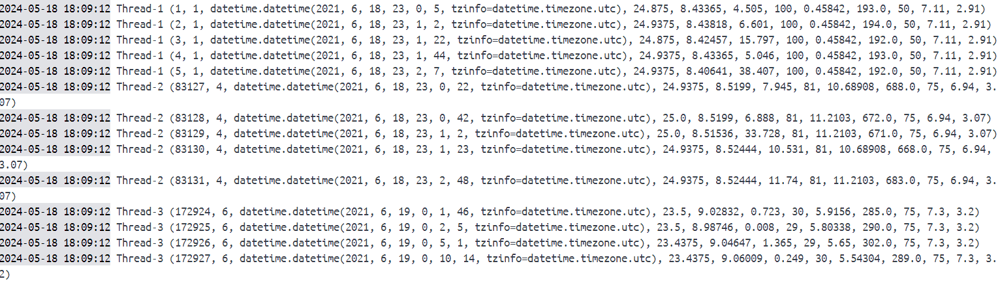 2024-05-18 18:09:12 Thread-1 (1, 1, datetime.datetime(2021, 6, 18, 23, 0, 5, tzinfo=datetime.timezone.utc), 24.875, 8.43365, 4.505, 100, 0.45842, 193.0, 50, 7.11, 2.91)
2024-05-18 18:09:12 Thread-1 (2, 1, datetime.datetime(2021, 6, 18, 23, 1, 2, tzinfo=datetime.timezone.utc), 24.9375, 8.43818, 6.601, 100, 0.45842, 194.0, 50, 7.11, 2.91)
2024-05-18 18:09:12 Thread-1 (3, 1, datetime.datetime(2021, 6, 18, 23, 1, 22, tzinfo=datetime.timezone.utc), 24.875, 8.42457, 15.797, 100, 0.45842, 192.0, 50, 7.11, 2.91)
2024-05-18 18:09:12 Thread-1 (4, 1, datetime.datetime(2021, 6, 18, 23, 1, 44, tzinfo=datetime.timezone.utc), 24.9375, 8.43365, 5.046, 100, 0.45842, 193.0, 50, 7.11, 2.91)
2024-05-18 18:09:12 Thread-1 (5, 1, datetime.datetime(2021, 6, 18, 23, 2, 7, tzinfo=datetime.timezone.utc), 24.9375, 8.40641, 38.407, 100, 0.45842, 192.0, 50, 7.11, 2.91)
2024-05-18 18:09:12 Thread-2 (83127, 4, datetime.datetime(2021, 6, 18, 23, 0, 22, tzinfo=datetime.timezone.utc), 24.9375, 8.5199, 7.945, 81, 10.68908, 688.0, 75, 6.94, 3.
07)
2024-05-18 18:09:12 Thread-2 (83128, 4, datetime.datetime(2021, 6, 18, 23, 0, 42, tzinfo=datetime.timezone.utc), 25.0, 8.5199, 6.888, 81, 11.2103, 672.0, 75, 6.94, 3.07)
2024-05-18 18:09:12 Thread-2 (83129, 4, datetime.datetime(2021, 6, 18, 23, 1, 2, tzinfo=datetime.timezone.utc), 25.0, 8.51536, 33.728, 81, 11.2103, 671.0, 75, 6.94, 3.07)
2024-05-18 18:09:12 Thread-2 (83130, 4, datetime.datetime(2021, 6, 18, 23, 1, 23, tzinfo=datetime.timezone.utc), 24.9375, 8.52444, 10.531, 81, 10.68908, 668.0, 75, 6.94,
3.07)
2024-05-18 18:09:12 Thread-2 (83131, 4, datetime.datetime(2021, 6, 18, 23, 2, 48, tzinfo=datetime.timezone.utc), 24.9375, 8.52444, 11.74, 81, 11.2103, 683.0, 75, 6.94, 3.
07)
2024-05-18 18:09:12 Thread-3 (172924, 6, datetime.datetime(2021, 6, 19, 0, 1, 46, tzinfo=datetime.timezone.utc), 23.5, 9.02832, 0.723, 30, 5.9156, 285.0, 75, 7.3, 3.2)
2024-05-18 18:09:12 Thread-3 (172925, 6, datetime.datetime(2021, 6, 19, 0, 2, 5, tzinfo=datetime.timezone.utc), 23.5, 8.98746, 0.008, 29, 5.80338, 290.0, 75, 7.3, 3.2)
2024-05-18 18:09:12 Thread-3 (172926, 6, datetime.datetime(2021, 6, 19, 0, 5, 1, tzinfo=datetime.timezone.utc), 23.4375, 9.04647, 1.365, 29, 5.65, 302.0, 75, 7.3, 3.2)
2024-05-18 18:09:12 Thread-3 (172927, 6, datetime.datetime(2021, 6, 19, 0, 10, 14, tzinfo=datetime.timezone.utc), 23.4375, 9.06009, 0.249, 30, 5.54304, 289.0, 75, 7.3, 3.
2)